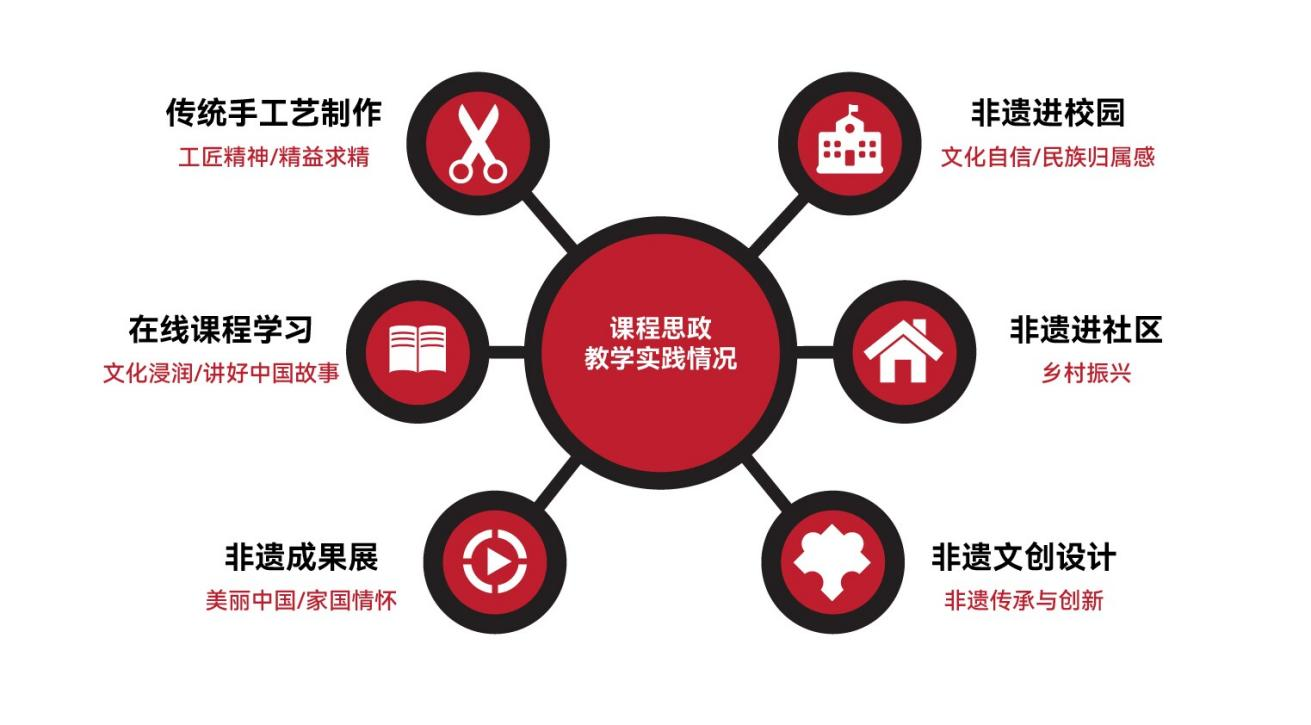 传统手工艺制作
工匠精神/精益求精
非遗进校园
文化自信/民族归属感
在线课程学习
文化浸润/讲好中国故事
课程思政
教学实践情况
非遗进社区
乡村振兴
非遗成果展
美丽中国/家国情怀
非遗文创设计
非遗传承与创新